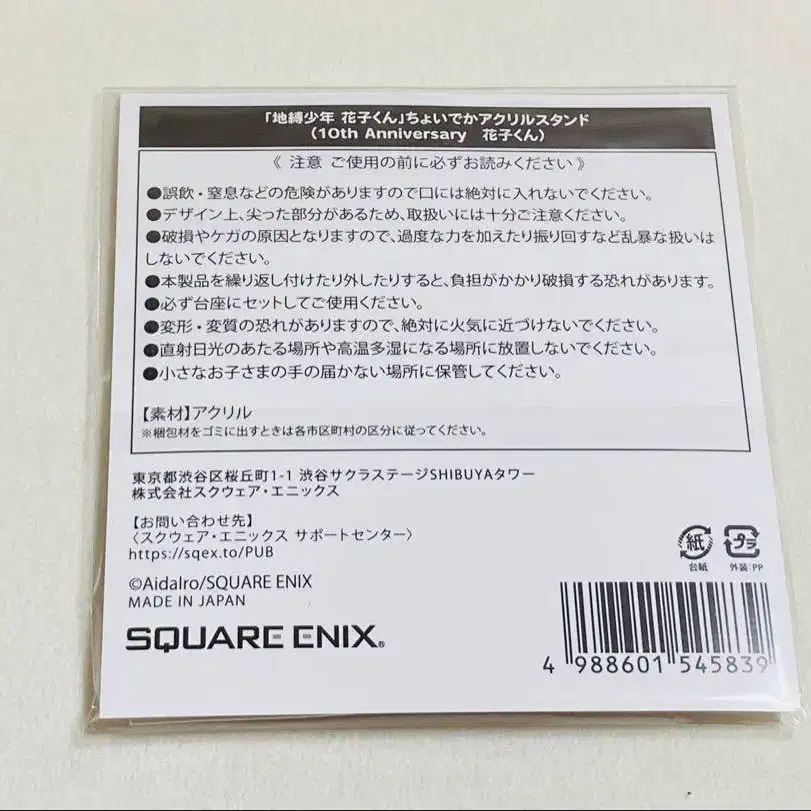 「地縛少年 花子くん」ちょいでかアクリルスタンド
（10th Anniversary　花子くん）
《 注意 ご使用の前に必ずお読みください 》
●誤飲・窒息などの危険がありますので口には絶対に入れないでください。
●デザイン上、尖った部分があるため、取扱いには十分ご注意ください。
●破損やケガの原因となりますので、過度な力を加えたり振り回すなど乱暴な扱いは
しないでください。
●本製品を繰り返し付けたり外したりすると、負担がかかり破損する恐れがあります。
●必ず台座にセットしてご使用ください。
●変形・変質の恐れがありますので、絶対に火気に近づけないでください。
●直射日光のあたる場所や高温多湿になる場所に放置しないでください。
●小さなお子さまの手の届かない場所に保管してください。
【素材】アクリル
※梱包材をゴミに出すときは各市区町村の区分に従ってください。
東京都渋谷区桜丘町1-1 渋谷サクラステージSHIBUYAタワー
株式会社スクウェア・エニックス
【お問い合わせ先】
〈スクウェア・エニックス サポートセンター〉
https://sqex.to/PUB
紙 プラ
台紙 外装:PP
©AidaIro/SQUARE ENIX
MADE IN JAPAN
SQUARE ENIX®
4 988601 545839